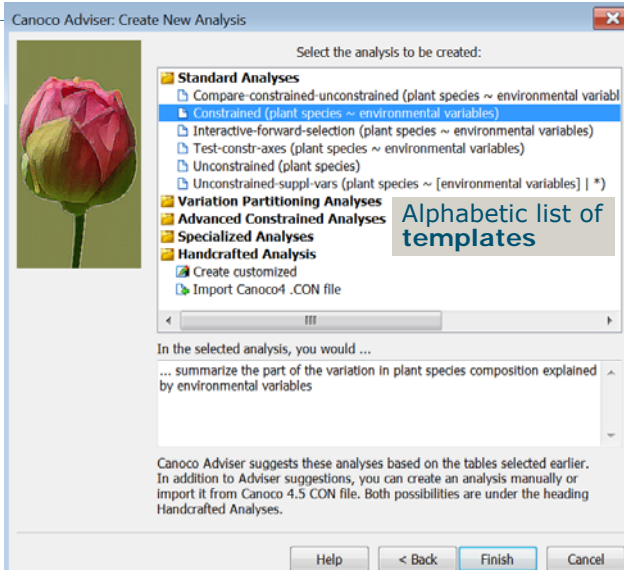 Canoco Adviser: Create New Analysis
Select the analysis to be created:
Standard Analyses
Compare-constrained-unconstrained (plant species ~ environmental variabl
Constrained (plant species ~ environmental variables)
Interactive-forward-selection (plant species ~ environmental variables)
Test-constr-axes (plant species ~ environmental variables)
Unconstrained (plant species)
Unconstrained-suppl-vars (plant species ~ [environmental variables] | *)
Variation Partitioning Analyses
Advanced Constrained Analyses
Specialized Analyses
Handcrafted Analysis
Create customized
Import Canoco4 .CON file
Alphabetic list of
templates
In the selected analysis, you would ...
... summarize the part of the variation in plant species composition explained
by environmental variables
Canoco Adviser suggests these analyses based on the tables selected earlier.
In addition to Adviser suggestions, you can create an analysis manually or
import it from Canoco 4.5 CON file. Both possibilities are under the heading
Handcrafted Analyses.
Help
< Back
Finish
Cancel